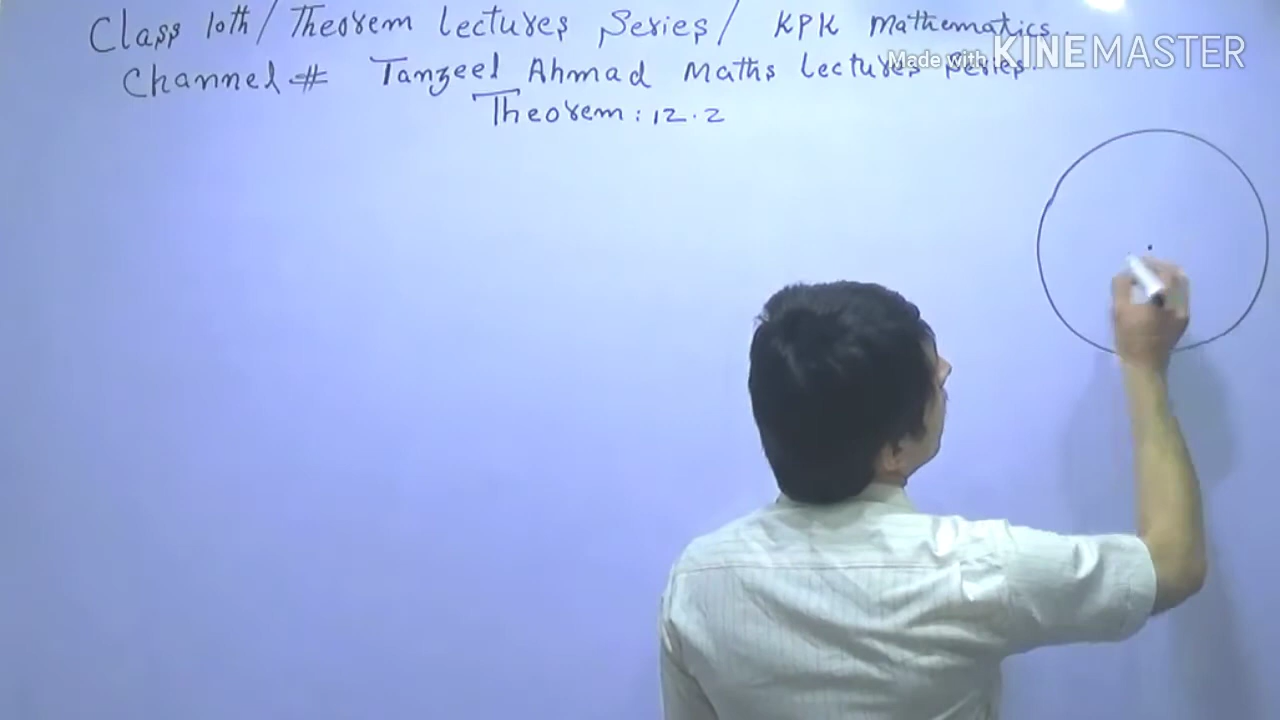 Class 10th / Theorem Lectures Series / KPK Mathematics.
Channel # Tanzeel Ahmad Maths Lectures Series.
Made with KINEMASTER
Theorem: 12.2